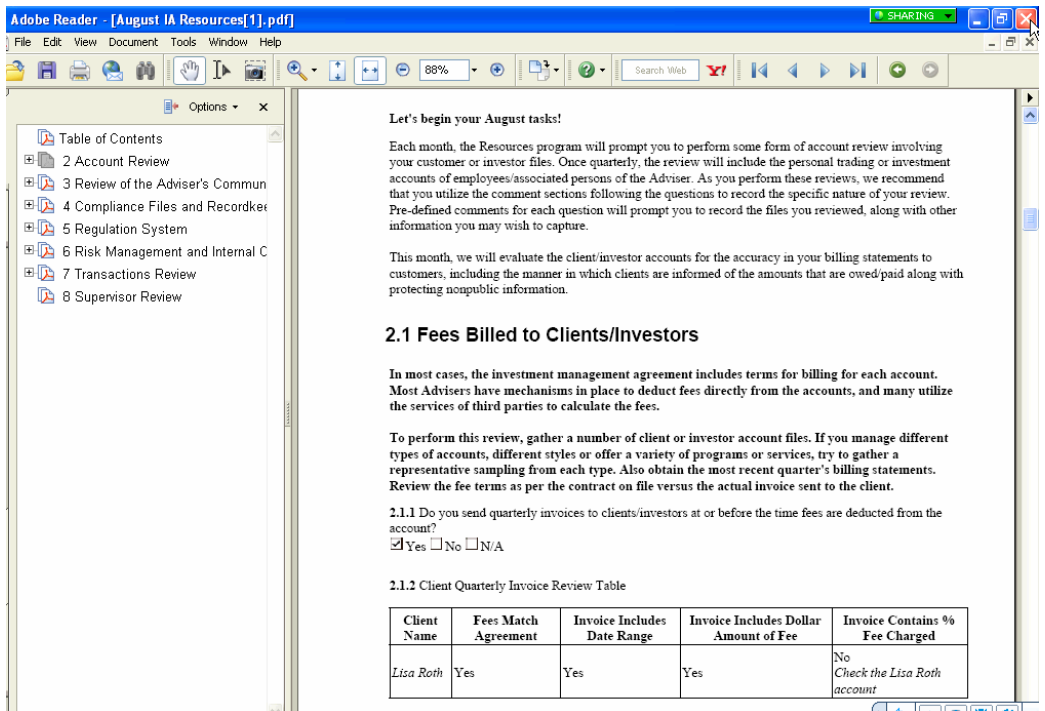 Adobe Reader - [August IA Resources[1].pdf]
SHARING
File Edit View Document Tools Window Help
88%
Search Web
Y!
Options
Table of Contents
2 Account Review
3 Review of the Adviser's Commun
4 Compliance Files and Recordkee
5 Regulation System
6 Risk Management and Internal C
7 Transactions Review
8 Supervisor Review
Let's begin your August tasks!
Each month, the Resources program will prompt you to perform some form of account review involving
your customer or investor files. Once quarterly, the review will include the personal trading or investment
accounts of employees/associated persons of the Adviser. As you perform these reviews, we recommend
that you utilize the comment sections following the questions to record the specific nature of your review.
Pre-defined comments for each question will prompt you to record the files you reviewed, along with other
information you may wish to capture.
This month, we will evaluate the client/investor accounts for the accuracy in your billing statements to
customers, including the manner in which clients are informed of the amounts that are owed/paid along with
protecting nonpublic information.
2.1 Fees Billed to Clients/Investors
In most cases, the investment management agreement includes terms for billing for each account.
Most Advisers have mechanisms in place to deduct fees directly from the accounts, and many utilize
the services of third parties to calculate the fees.
To perform this review, gather a number of client or investor account files. If you manage different
types of accounts, different styles or offer a variety of programs or services, try to gather a
representative sampling from each type. Also obtain the most recent quarter's billing statements.
Review the fee terms as per the contract on file versus the actual invoice sent to the client.
2.1.1 Do you send quarterly invoices to clients/investors at or before the time fees are deducted from the
account?
Yes No N/A
2.1.2 Client Quarterly Invoice Review Table
Client Name Fees Match Agreement Invoice Includes Date Range Invoice Includes Dollar Amount of Fee Invoice Contains % Fee Charged
Lisa Roth Yes Yes Yes No
Check the Lisa Roth
account